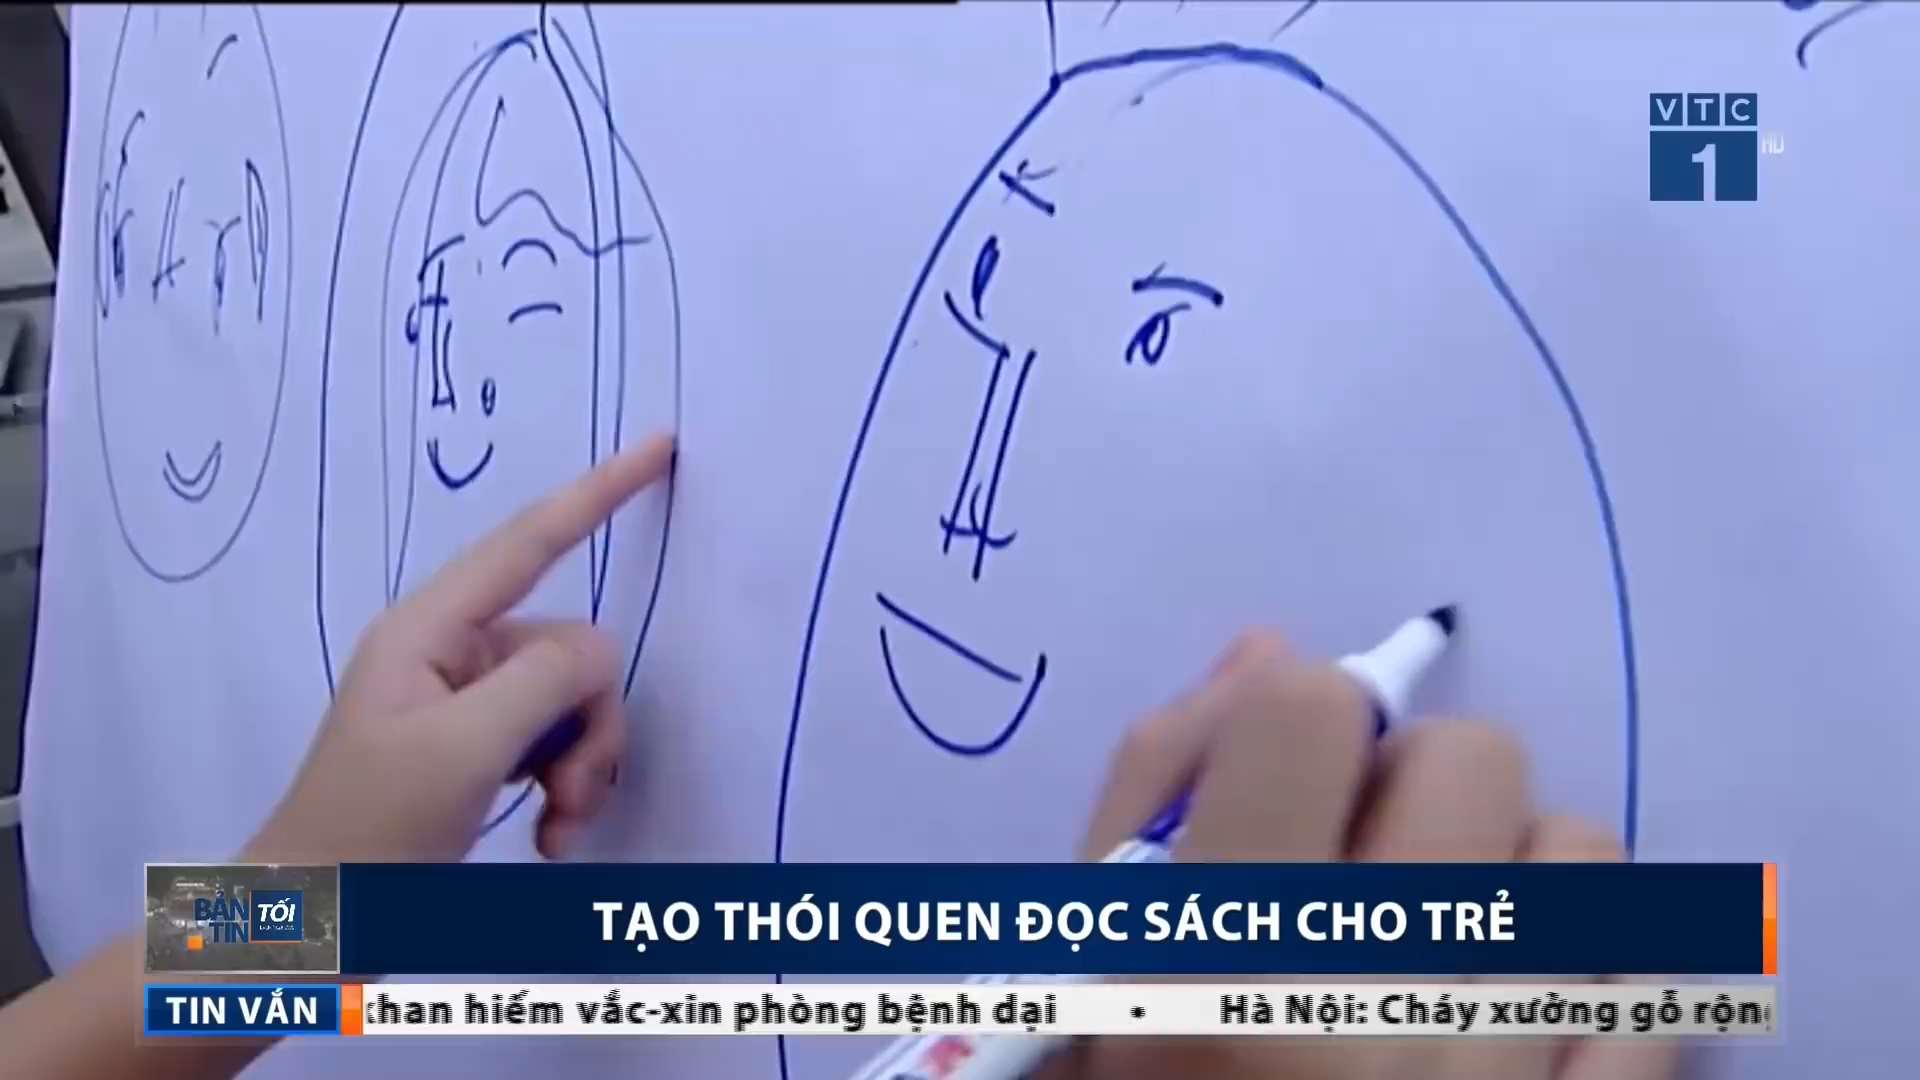 VTC
1
HD
BẢN TIN TỐI
TẠO THÓI QUEN ĐỌC SÁCH CHO TRẺ
TIN VẮN
han hiếm vắc-xin phòng bệnh dại • Hà Nội: Cháy xưởng gỗ rộn